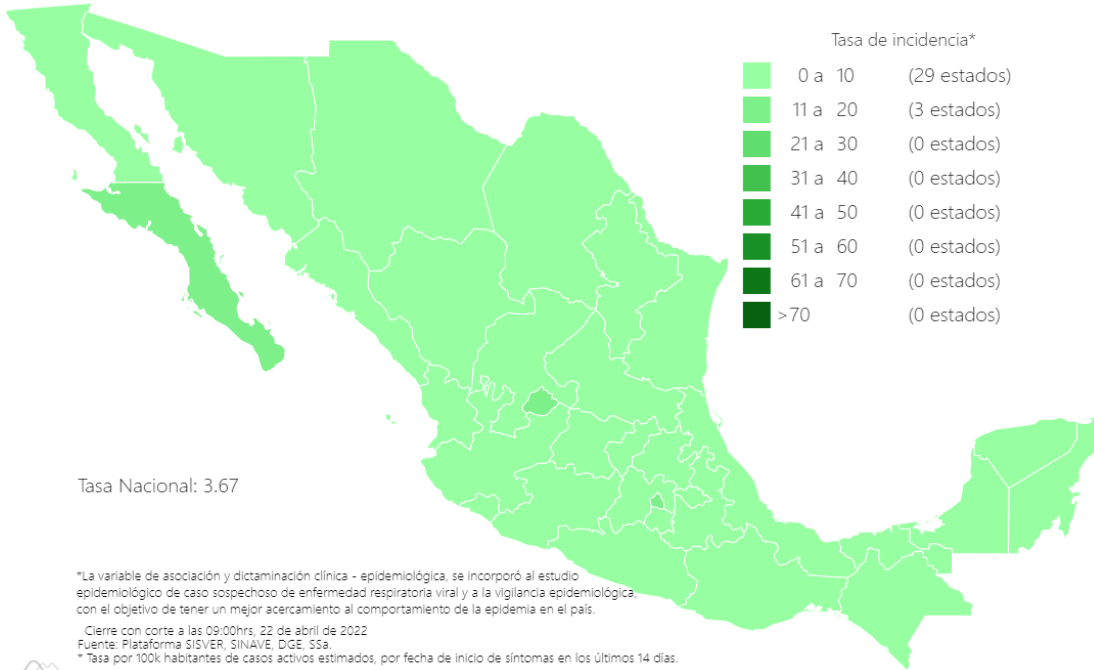 Tasa de incidencia*
0 a 10 (29 estados)
11 a 20 (3 estados)
21 a 30 (0 estados)
31 a 40 (0 estados)
41 a 50 (0 estados)
51 a 60 (0 estados)
61 a 70 (0 estados)
>70 (0 estados)
Tasa Nacional: 3.67
*La variable de asociación y dictaminación clínica - epidemiológica, se incorporó al estudio
epidemiológico de caso sospechoso de enfermedad respiratoria viral y a la vigilancia epidemiológica,
con el objetivo de tener un mejor acercamiento al comportamiento de la epidemia en el país.
Cierre con corte a las 09:00hrs, 22 de abril de 2022
Fuente: Plataforma SISVER, SINAVE, DGE, SSa.
* Tasa por 100k habitantes de casos activos estimados, por fecha de inicio de síntomas en los últimos 14 días.